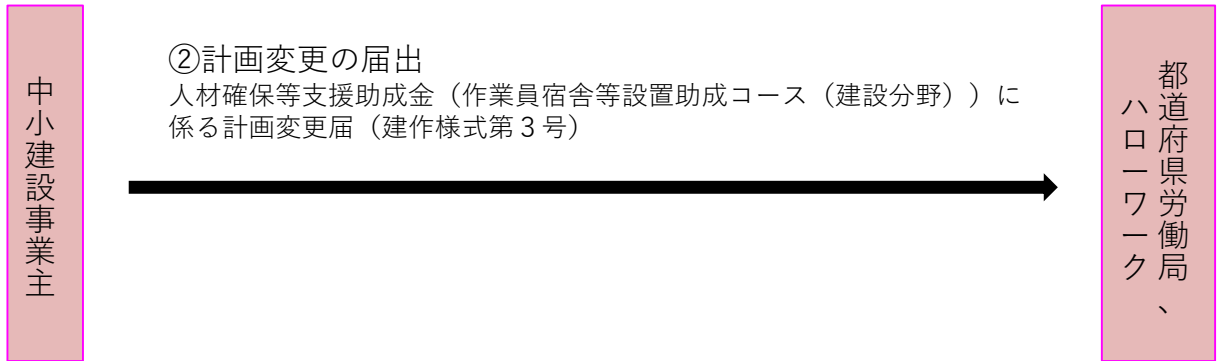 中小建設事業主
②計画変更の届出
人材確保等支援助成金（作業員宿舎等設置助成コース（建設分野））に
係る計画変更届（建作様式第３号）
都道府県労働局、
ハローワーク